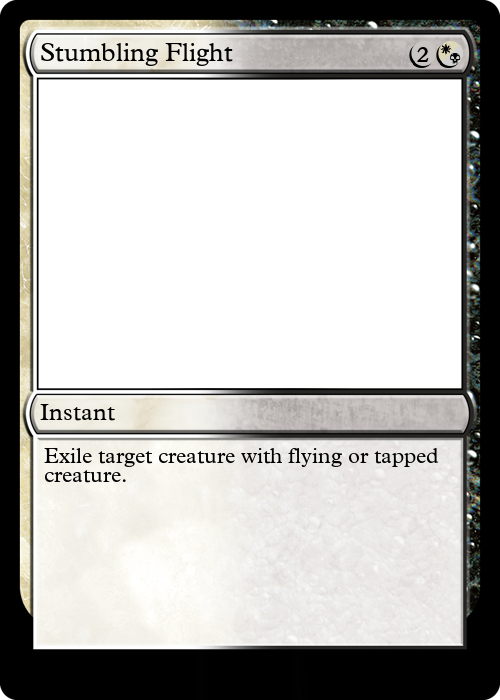 Stumbling Flight 2
Instant
Exile target creature with flying or tapped
creature.